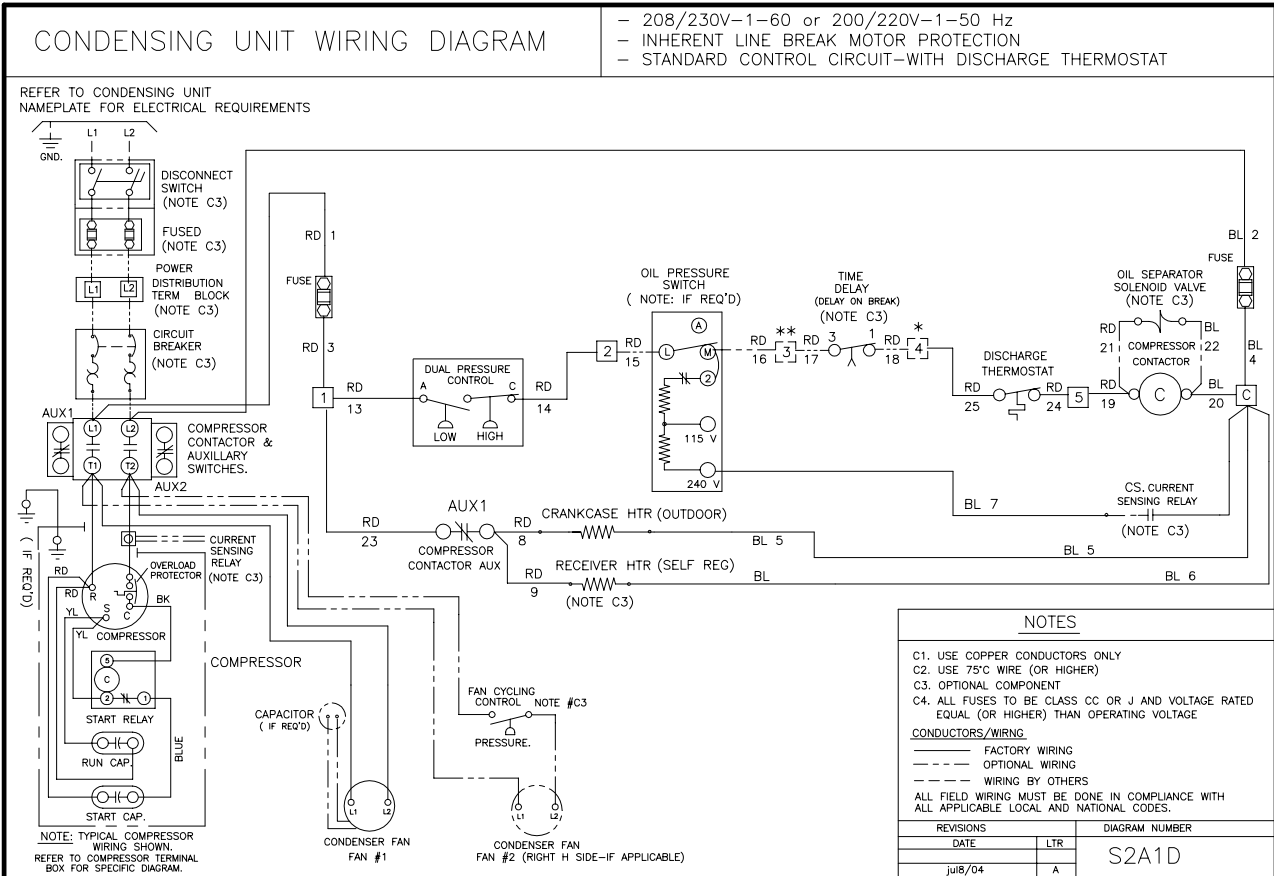 CONDENSING UNIT WIRING DIAGRAM
– 208/230V–1–60 or 200/220V–1–50 Hz
– INHERENT LINE BREAK MOTOR PROTECTION
– STANDARD CONTROL CIRCUIT–WITH DISCHARGE THERMOSTAT
REFER TO CONDENSING UNIT
NAMEPLATE FOR ELECTRICAL REQUIREMENTS
L1 L2
GND.
DISCONNECT
SWITCH
(NOTE C3)
FUSED
(NOTE C3)
POWER
DISTRIBUTION
TERM BLOCK
(NOTE C3)
L1 L2
CIRCUIT
BREAKER
(NOTE C3)
AUX1
L1 L2
T1 T2
COMPRESSOR
CONTACTOR &
AUXILLARY
SWITCHES.
AUX2
RD 1
FUSE
RD 3
1
RD
13
DUAL PRESSURE
CONTROL
A C
LOW HIGH
RD
14
2
RD
15
OIL PRESSURE
SWITCH
( NOTE: IF REQ'D)
A
L M
2
115 V
240 V
RD
16
**
3
RD
17
TIME
DELAY
(DELAY ON BREAK)
(NOTE C3)
3 1
RD
18
*
4
RD
25
DISCHARGE
THERMOSTAT
RD
24
5
RD
19
OIL SEPARATOR
SOLENOID VALVE
(NOTE C3)
RD
21
BL
22
COMPRESSOR
CONTACTOR
C
BL
20
BL 2
FUSE
BL
4
C
BL 7
CS. CURRENT
SENSING RELAY
(NOTE C3)
RD
23
AUX1
COMPRESSOR
CONTACTOR AUX
RD
8
CRANKCASE HTR (OUTDOOR)
BL 5
BL 5
RD
9
RECEIVER HTR (SELF REG)
(NOTE C3)
BL
BL 6
( IF REQ'D)
CURRENT
SENSING
RELAY
(NOTE C3)
OVERLOAD
PROTECTOR
RD
RD
R
S
C
YL
YL
BK
COMPRESSOR
COMPRESSOR
5
C
2 1
START RELAY
BLUE
RUN CAP.
START CAP.
NOTE: TYPICAL COMPRESSOR
WIRING SHOWN.
REFER TO COMPRESSOR TERMINAL
BOX FOR SPECIFIC DIAGRAM.
CAPACITOR
( IF REQ'D)
L1 L2
CONDENSER FAN
FAN #1
FAN CYCLING
CONTROL NOTE #C3
PRESSURE.
L1 L2
CONDENSER FAN
FAN #2 (RIGHT H SIDE–IF APPLICABLE)
NOTES
C1. USE COPPER CONDUCTORS ONLY
C2. USE 75°C WIRE (OR HIGHER)
C3. OPTIONAL COMPONENT
C4. ALL FUSES TO BE CLASS CC OR J AND VOLTAGE RATED
EQUAL (OR HIGHER) THAN OPERATING VOLTAGE
CONDUCTORS/WIRNG
FACTORY WIRING
OPTIONAL WIRING
WIRING BY OTHERS
ALL FIELD WIRING MUST BE DONE IN COMPLIANCE WITH
ALL APPLICABLE LOCAL AND NATIONAL CODES.
REVISIONS
DATE LTR
jul8/04 A
DIAGRAM NUMBER
S2A1D